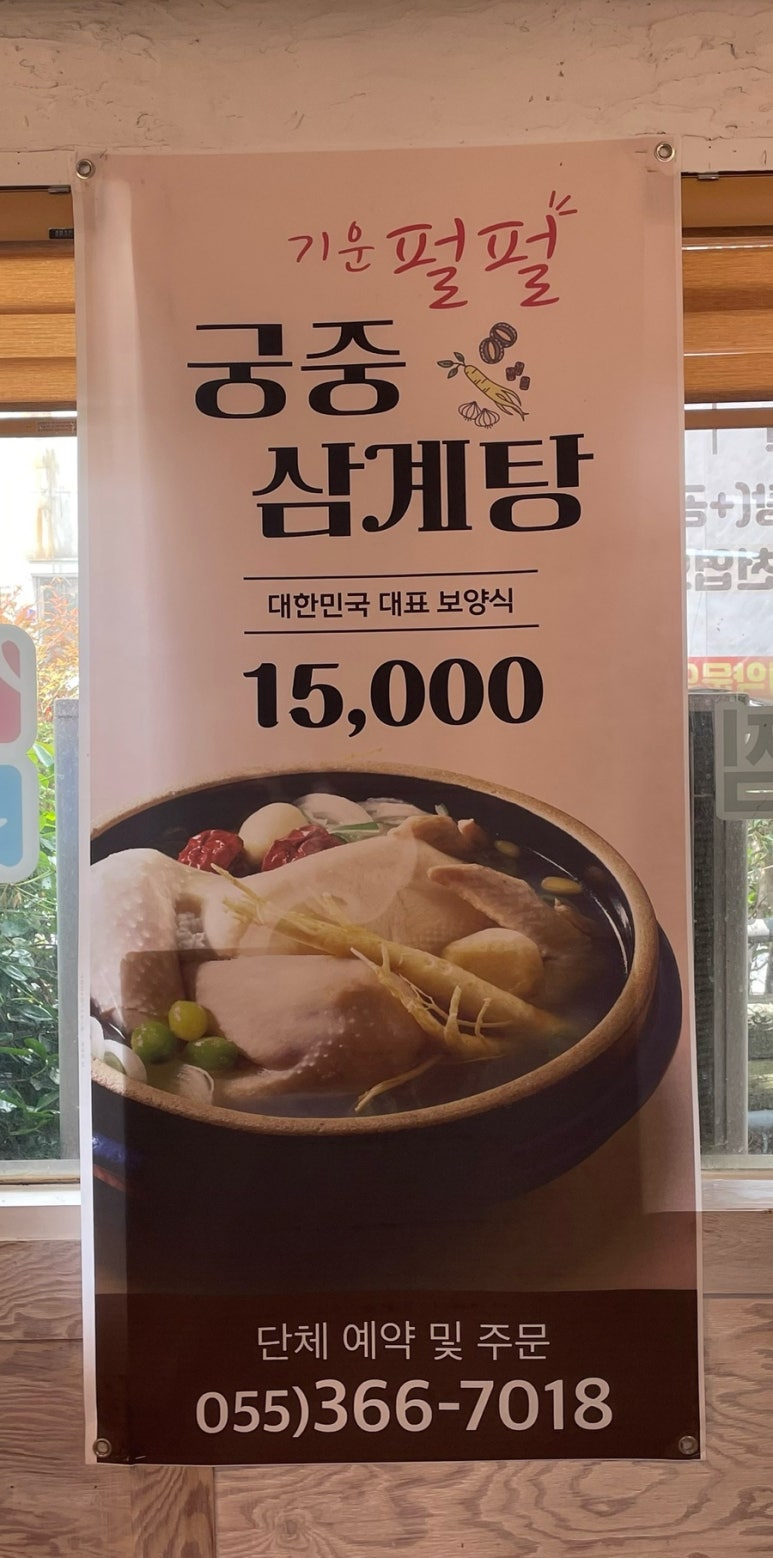 기운 펄펄
궁중
삼계탕
대한민국 대표 보양식
15,000
단체 예약 및 주문
055)366-7018